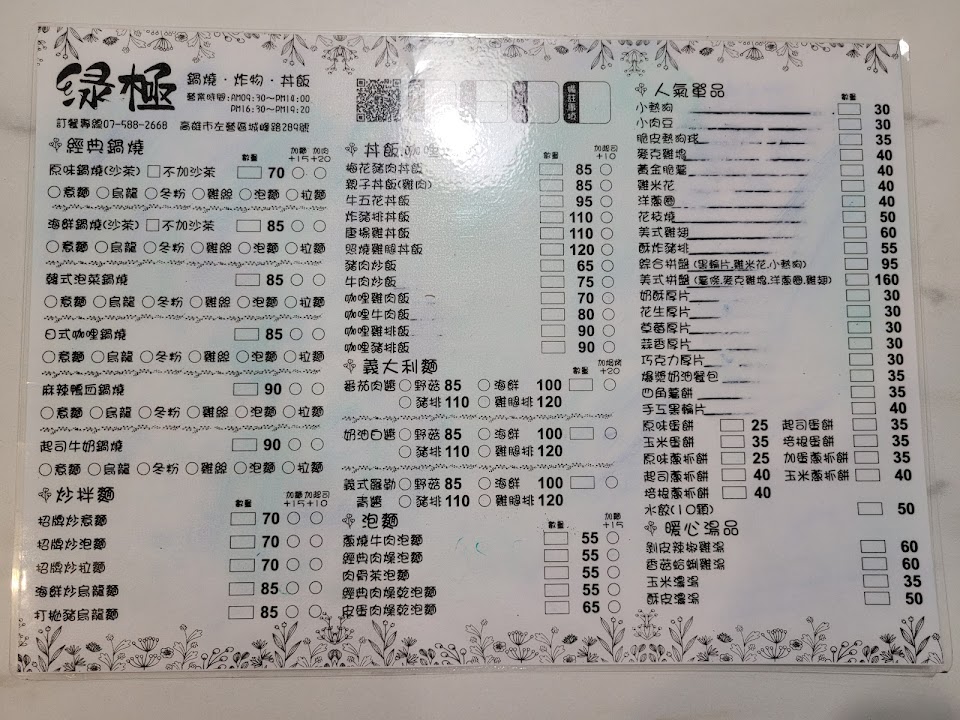 綠極
鍋燒·炸物·丼飯
營業時間:AM09:30~PM14:00
PM16:30~PM19:20
訂餐專線07-588-2668 高雄市左營區城峰路289號
瘋狂事項
經典鍋燒 數量 加麵+15 加肉+20
原味鍋燒(沙茶) 不加沙茶 70
意麵 烏龍 冬粉 雞絲 泡麵 拉麵
海鮮鍋燒(沙茶) 不加沙茶 85
意麵 烏龍 冬粉 雞絲 泡麵 拉麵
韓式泡菜鍋燒 85
意麵 烏龍 冬粉 雞絲 泡麵 拉麵
日式咖哩鍋燒 85
意麵 烏龍 冬粉 雞絲 泡麵 拉麵
麻辣鴨血鍋燒 90
意麵 烏龍 冬粉 雞絲 泡麵 拉麵
起司牛奶鍋燒 90
意麵 烏龍 冬粉 雞絲 泡麵 拉麵
炒拌麵 數量 加麵+15 加起司+10
招牌炒意麵 70
招牌炒泡麵 70
招牌炒拉麵 70
海鮮炒烏龍麵 85
打拋豬烏龍麵 85
丼飯 咖哩 數量 加起司+10
梅花豬肉丼飯 85
親子丼飯(雞肉) 85
牛五花丼飯 95
炸豬排丼飯 110
唐揚雞丼飯 110
照燒雞腿丼飯 120
豬肉炒飯 65
牛肉炒飯 75
咖哩雞肉飯 70
咖哩牛肉飯 80
咖哩雞排飯 90
咖哩豬排飯 90
義大利麵 數量 加焗烤+20
番茄肉醬 野菇 85 海鮮 100
豬排 110 雞腿排 120
奶油白醬 野菇 85 海鮮 100
豬排 110 雞腿排 120
義式羅勒 野菇 85 海鮮 100
青醬 豬排 110 雞腿排 120
泡麵 數量 加麵+15
蔥燒牛肉泡麵 55
經典肉燥泡麵 55
肉骨茶泡麵 55
經典肉燥乾泡麵 55
皮蛋肉燥乾泡麵 65
人氣單品 數量
小熱狗 30
小肉豆 30
脆皮熱狗球 35
麥克雞塊 40
黃金脆薯 40
雞米花 40
洋蔥圈 40
花枝燒 50
美式雞翅 60
酥炸豬排 55
綜合拼盤(黑輪片.雞米花.小熱狗) 95
美式拼盤(薯條.麥克雞塊.洋蔥圈.雞翅) 160
奶酥厚片 30
花生厚片 30
草莓厚片 30
蒜香厚片 30
巧克力厚片 30
爆漿奶油餐包 35
四角薯餅 35
手工黑輪片 40
原味蛋餅 25 起司蛋餅 35
玉米蛋餅 30 培根蛋餅 35
原味蔥抓餅 25 加蛋蔥抓餅 35
起司蔥抓餅 40 玉米蔥抓餅 40
培根蔥抓餅 40
水餃(10顆) 50
暖心湯品
剝皮辣椒雞湯 60
香菇蛤蜊雞湯 60
玉米濃湯 35
酥皮濃湯 50